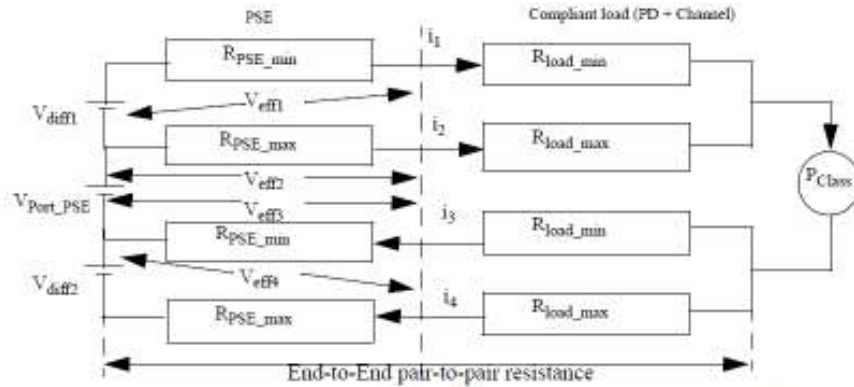 PSE
Compliant load (PD + Channel)
RPSE_min
i1
Rload_min
Vdiff1
Veff1
RPSE_max
i2
Rload_max
PClass
Veff2
VPort_PSE
Veff3
RPSE_min
i3
Rload_min
Vdiff2
Veff4
RPSE_max
i4
Rload_max
End-to-End pair-to-pair resistance